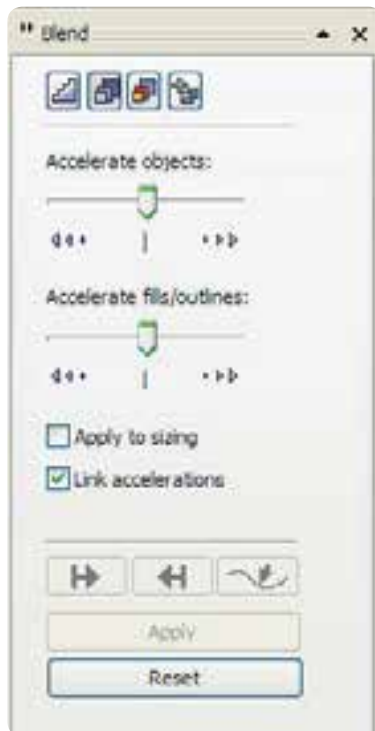 Blend
Accelerate objects:
Accelerate fills/outlines:
Apply to sizing
Link accelerations
Apply
Reset